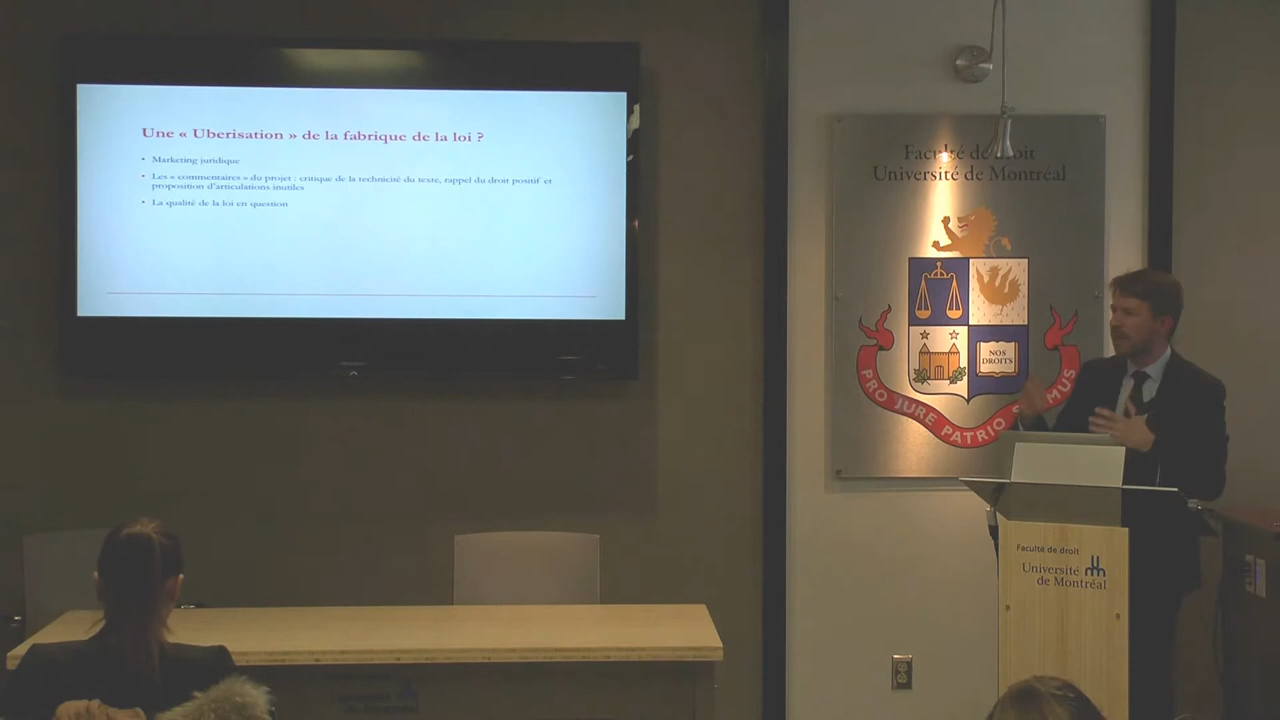 Une « Uberisation » de la fabrique de la loi ?
• Marketing juridique
• Les « commentaires » du projet : critique de la technicité du texte, rappel du droit positif et
proposition d'articulations inutiles
• La qualité de la loi en question
Faculté de droit
Université de Montréal
NOS
DROITS
PRO JURE PATRIO
MUS
Faculté de droit
Université
de Montréal